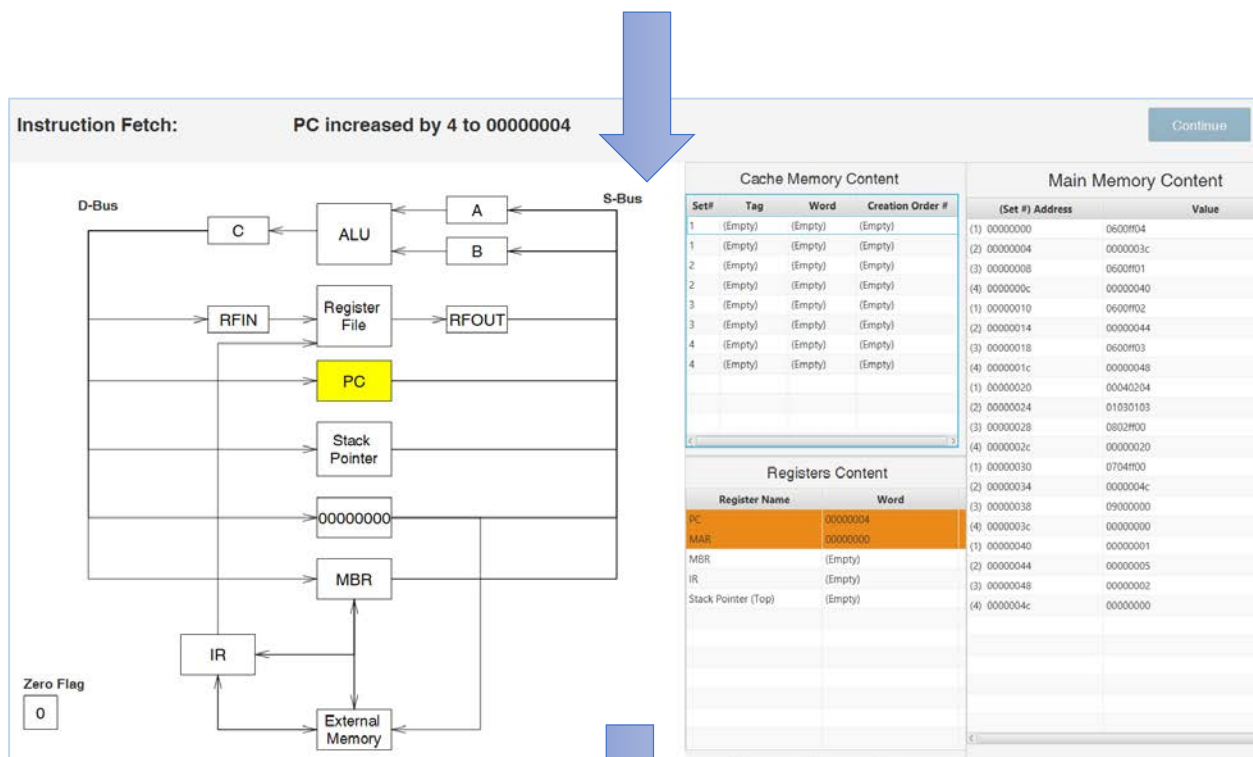 Instruction Fetch: PC increased by 4 to 00000004
Continue
D-Bus
S-Bus
A
C
ALU
B
RFIN
Register
File
RFOUT
PC
Stack
Pointer
00000000
MBR
IR
Zero Flag
0
External
Memory
Cache Memory Content
Set# Tag Word Creation Order #
1 (Empty) (Empty) (Empty)
1 (Empty) (Empty) (Empty)
2 (Empty) (Empty) (Empty)
2 (Empty) (Empty) (Empty)
3 (Empty) (Empty) (Empty)
3 (Empty) (Empty) (Empty)
4 (Empty) (Empty) (Empty)
4 (Empty) (Empty) (Empty)
Registers Content
Register Name Word
PC 00000004
MAR 00000000
MBR (Empty)
IR (Empty)
Stack Pointer (Top) (Empty)
Main Memory Content
(Set #) Address Value
(1) 00000000 0600ff04
(2) 00000004 0000003c
(3) 00000008 0600ff01
(4) 0000000c 00000040
(1) 00000010 0600ff02
(2) 00000014 00000044
(3) 00000018 0600ff03
(4) 0000001c 00000048
(1) 00000020 00040204
(2) 00000024 01030103
(3) 00000028 0802ff00
(4) 0000002c 00000020
(1) 00000030 0704ff00
(2) 00000034 0000004c
(3) 00000038 09000000
(4) 0000003c 00000000
(1) 00000040 00000001
(2) 00000044 00000005
(3) 00000048 00000002
(4) 0000004c 00000000